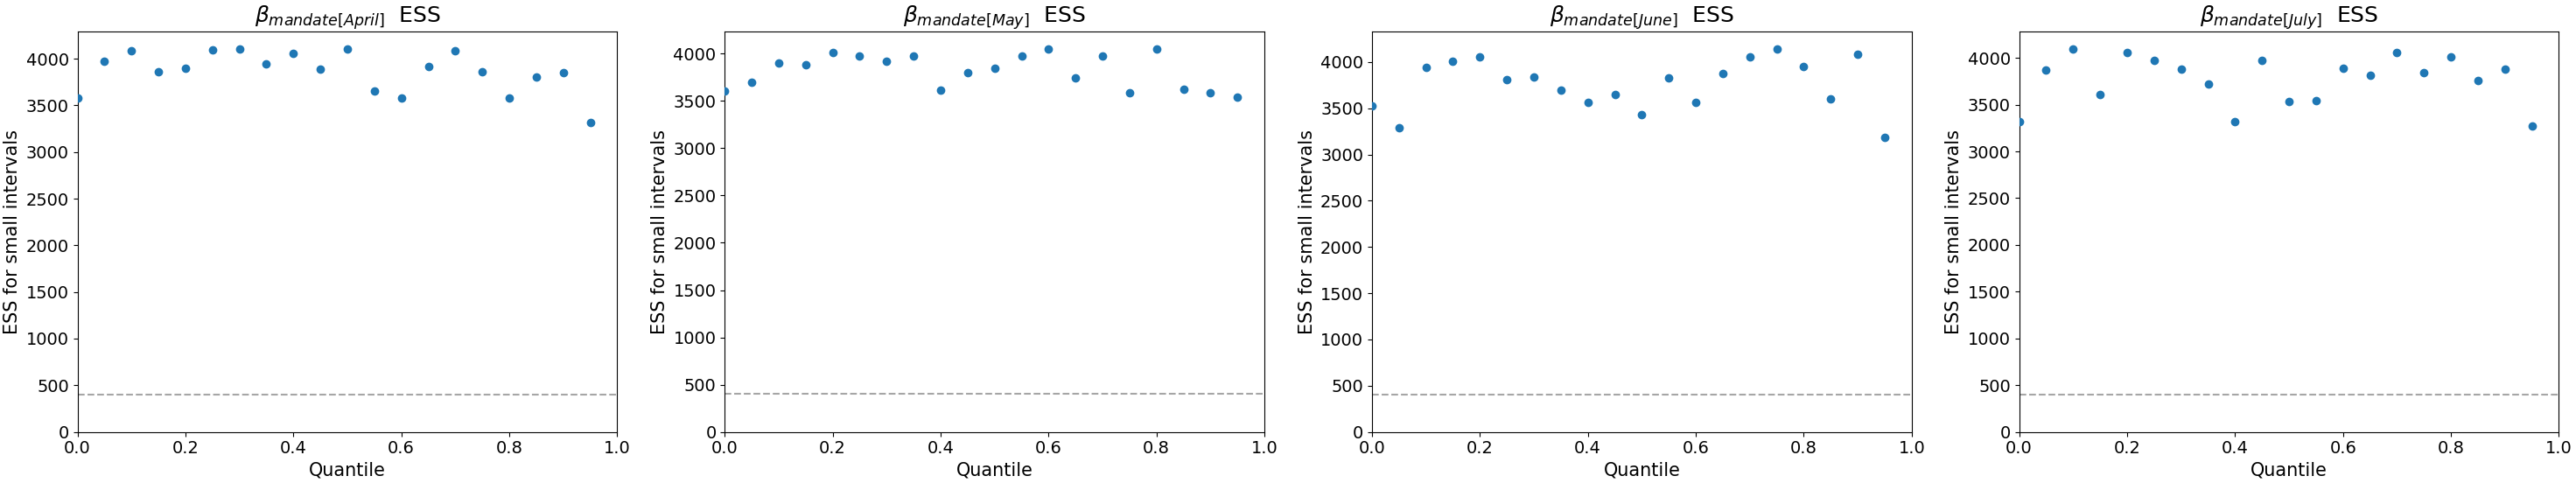 β_mandate[April] ESS
4000
3500
3000
2500
2000
1500
1000
500
0
ESS for small intervals
0.0 0.2 0.4 0.6 0.8 1.0
Quantile
β_mandate[May] ESS
4000
3500
3000
2500
2000
1500
1000
500
0
ESS for small intervals
0.0 0.2 0.4 0.6 0.8 1.0
Quantile
β_mandate[June] ESS
4000
3500
3000
2500
2000
1500
1000
500
0
ESS for small intervals
0.0 0.2 0.4 0.6 0.8 1.0
Quantile
β_mandate[July] ESS
4000
3500
3000
2500
2000
1500
1000
500
0
ESS for small intervals
0.0 0.2 0.4 0.6 0.8 1.0
Quantile